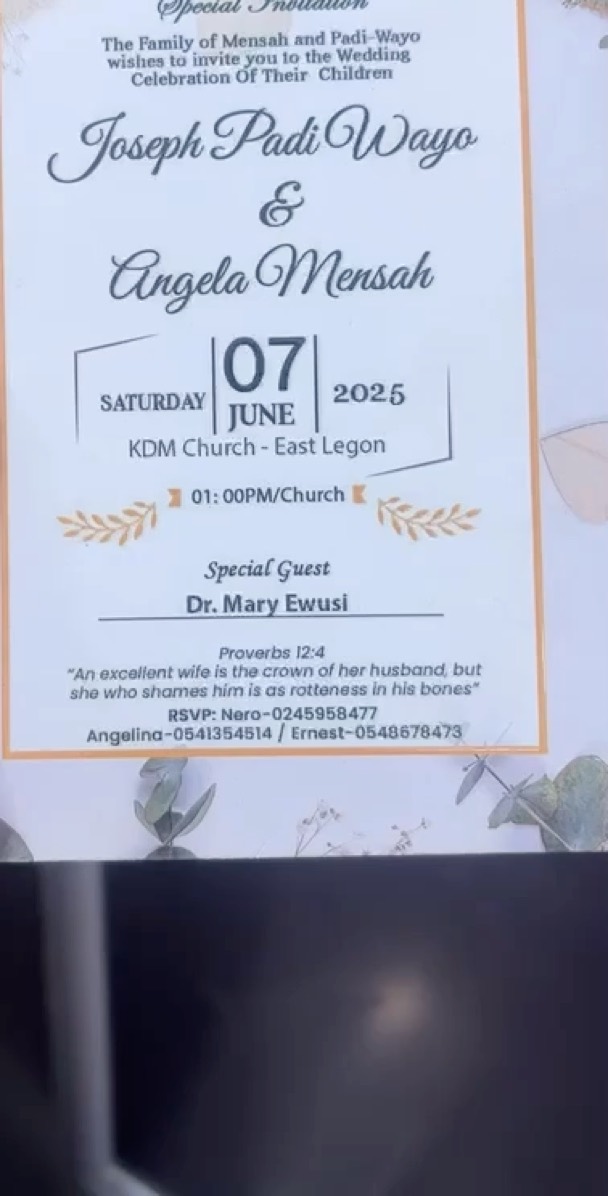 Special Invitation
The Family of Mensah and Padi-Wayo
wishes to invite you to the Wedding
Celebration Of Their Children
Joseph Padi Wayo
&
Angela Mensah
SATURDAY 07 JUNE 2025
KDM Church - East Legon
01:00PM/Church
Special Guest
Dr. Mary Ewusi
Proverbs 12:4
"An excellent wife is the crown of her husband, but
she who shames him is as rotteness in his bones"
RSVP: Nero-0245958477
Angelina-0541354514 / Ernest-0548678473